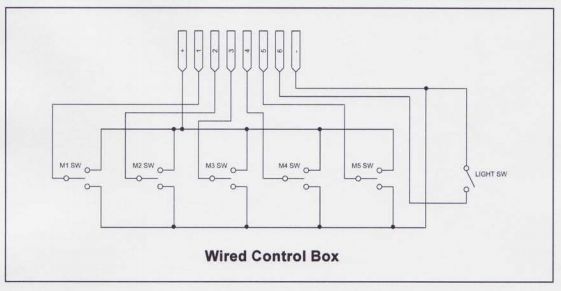 + 1 2 3 4 5 6 -
M1 SW M2 SW M3 SW M4 SW M5 SW
LIGHT SW
Wired Control Box